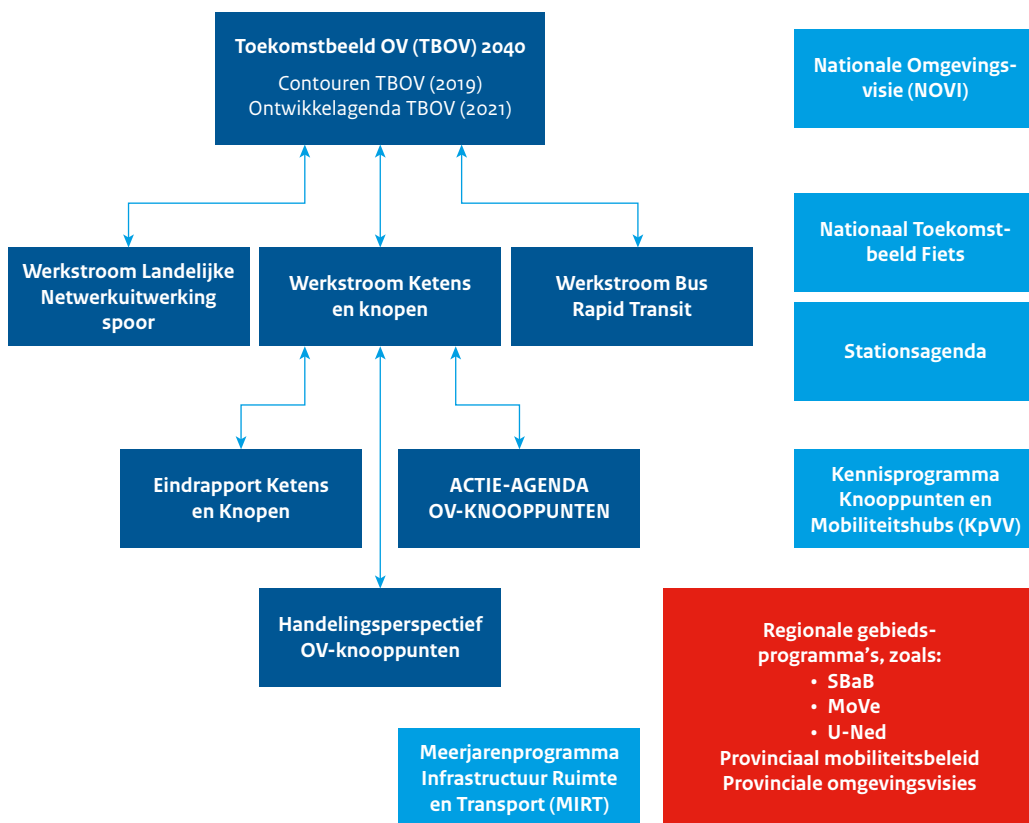 Toekomstbeeld OV (TBOV) 2040
Contouren TBOV (2019)
Ontwikkelagenda TBOV (2021)
Nationale Omgevings-
visie (NOVI)
Werkstroom Landelijke
Netwerkuitwerking
spoor
Werkstroom Ketens
en knopen
Werkstroom Bus
Rapid Transit
Nationaal Toekomst-
beeld Fiets
Stationsagenda
Eindrapport Ketens
en Knopen
ACTIE-AGENDA
OV-KNOOPPUNTEN
Kennisprogramma
Knooppunten en
Mobiliteitshubs (KpVV)
Handelingsperspectief
OV-knooppunten
Regionale gebieds-
programma's, zoals:
• SBaB
• MoVe
• U-Ned
Provinciaal mobiliteitsbeleid
Provinciale omgevingsvisies
Meerjarenprogramma
Infrastructuur Ruimte
en Transport (MIRT)